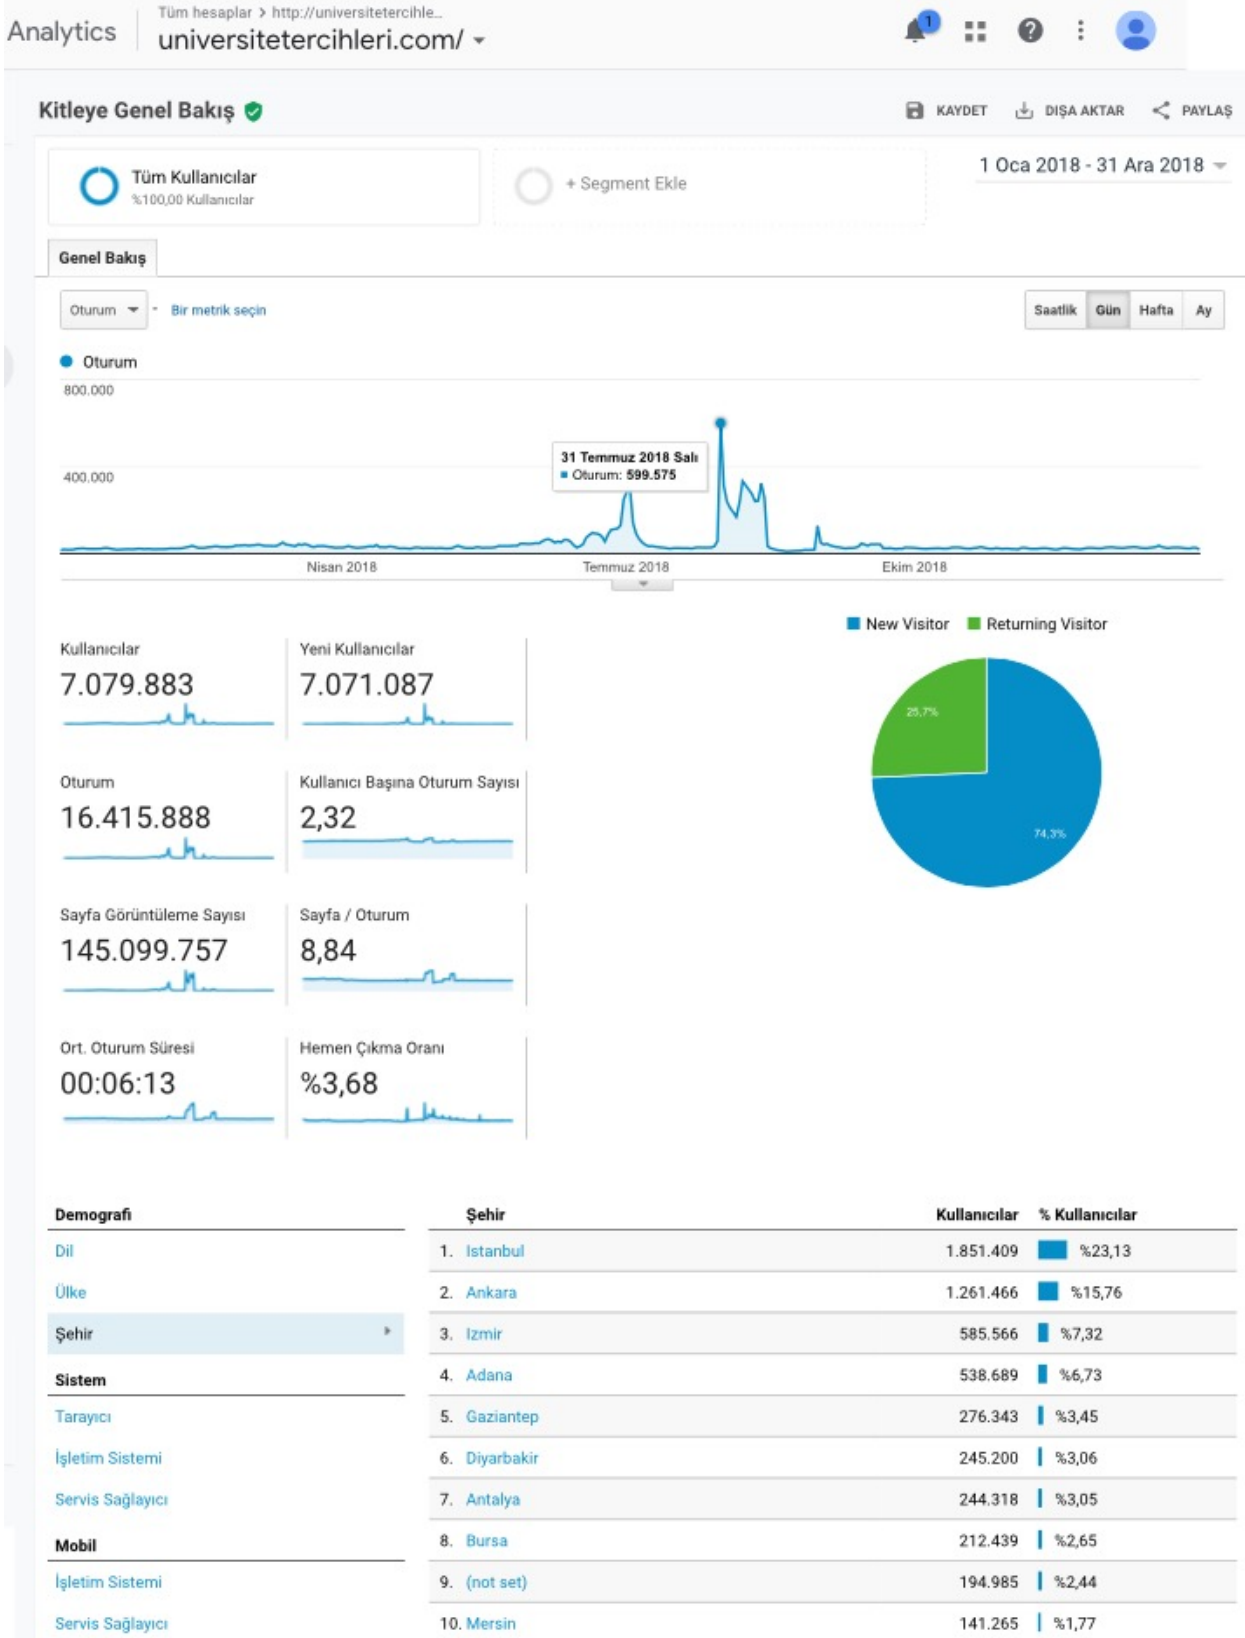 Analytics
Tüm hesaplar > http://universitetercihle...
universitetercihleri.com/
1
Kitleye Genel Bakış
KAYDET
DIŞA AKTAR
PAYLAŞ
Tüm Kullanıcılar
%100,00 Kullanıcılar
+ Segment Ekle
1 Oca 2018 - 31 Ara 2018
Genel Bakış
Oturum
Bir metrik seçin
Saatlik Gün Hafta Ay
Oturum
800.000
400.000
31 Temmuz 2018 Salı
Oturum: 599.575
Nisan 2018 Temmuz 2018 Ekim 2018
New Visitor Returning Visitor
25,7%
74,3%
Kullanıcılar Yeni Kullanıcılar
7.079.883 7.071.087
Oturum Kullanıcı Başına Oturum Sayısı
16.415.888 2,32
Sayfa Görüntüleme Sayısı Sayfa / Oturum
145.099.757 8,84
Ort. Oturum Süresi Hemen Çıkma Oranı
00:06:13 %3,68
Demografi
Dil
Ülke
Şehir
Sistem
Tarayıcı
İşletim Sistemi
Servis Sağlayıcı
Mobil
İşletim Sistemi
Servis Sağlayıcı
Şehir Kullanıcılar % Kullanıcılar
1. Istanbul 1.851.409 %23,13
2. Ankara 1.261.466 %15,76
3. Izmir 585.566 %7,32
4. Adana 538.689 %6,73
5. Gaziantep 276.343 %3,45
6. Diyarbakir 245.200 %3,06
7. Antalya 244.318 %3,05
8. Bursa 212.439 %2,65
9. (not set) 194.985 %2,44
10. Mersin 141.265 %1,77